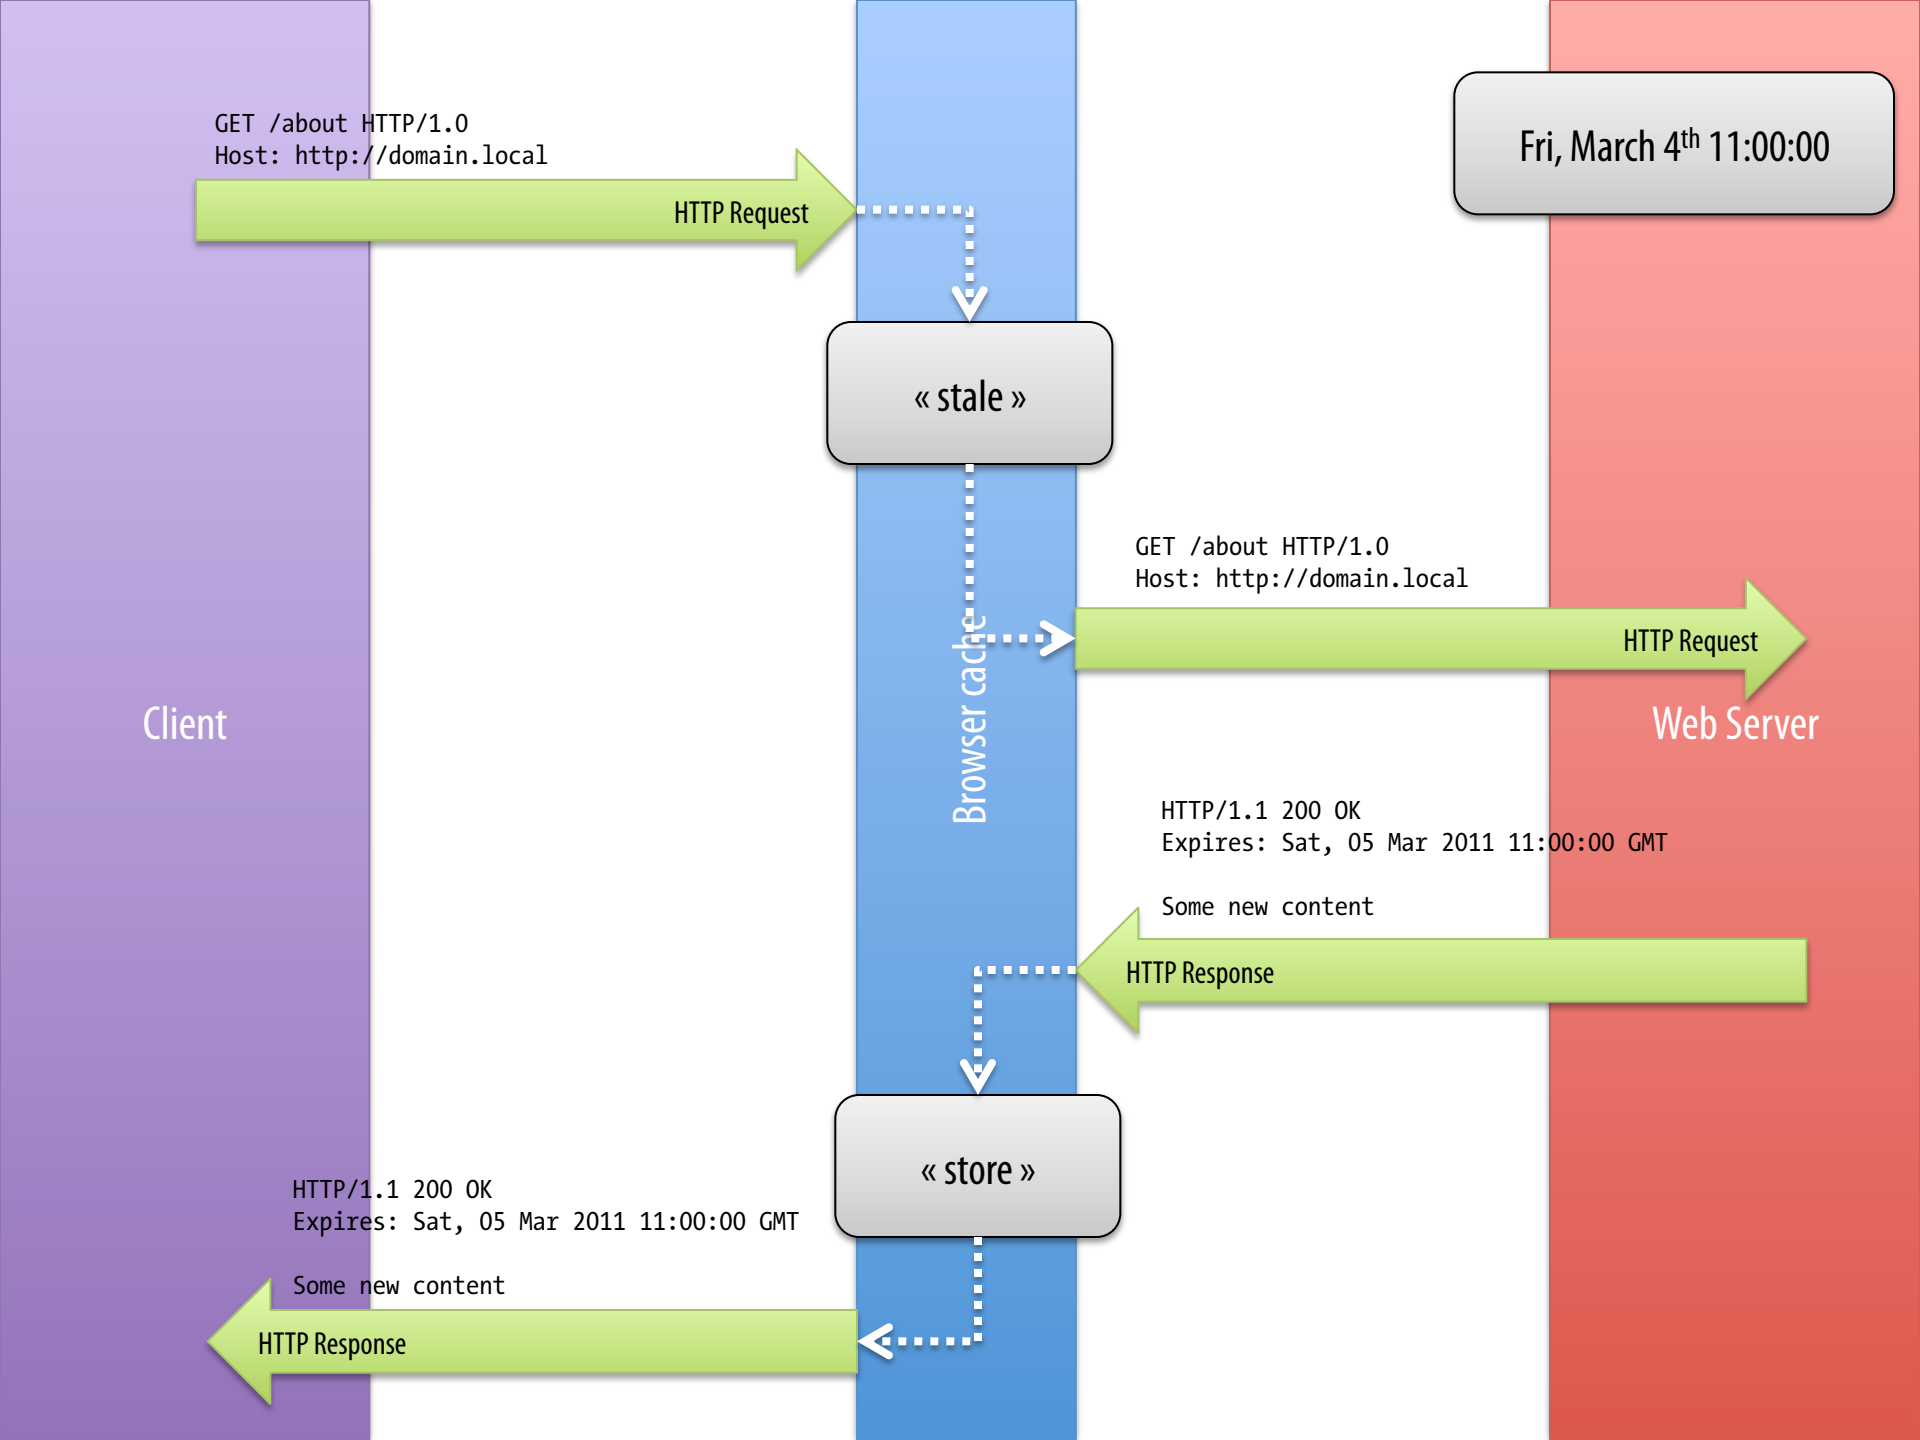 GET /about HTTP/1.0
Host: http://domain.local
HTTP Request
Fri, March 4th 11:00:00
« stale »
GET /about HTTP/1.0
Host: http://domain.local
HTTP Request
Client
Browser cache
Web Server
HTTP/1.1 200 OK
Expires: Sat, 05 Mar 2011 11:00:00 GMT
Some new content
HTTP Response
« store »
HTTP/1.1 200 OK
Expires: Sat, 05 Mar 2011 11:00:00 GMT
Some new content
HTTP Response